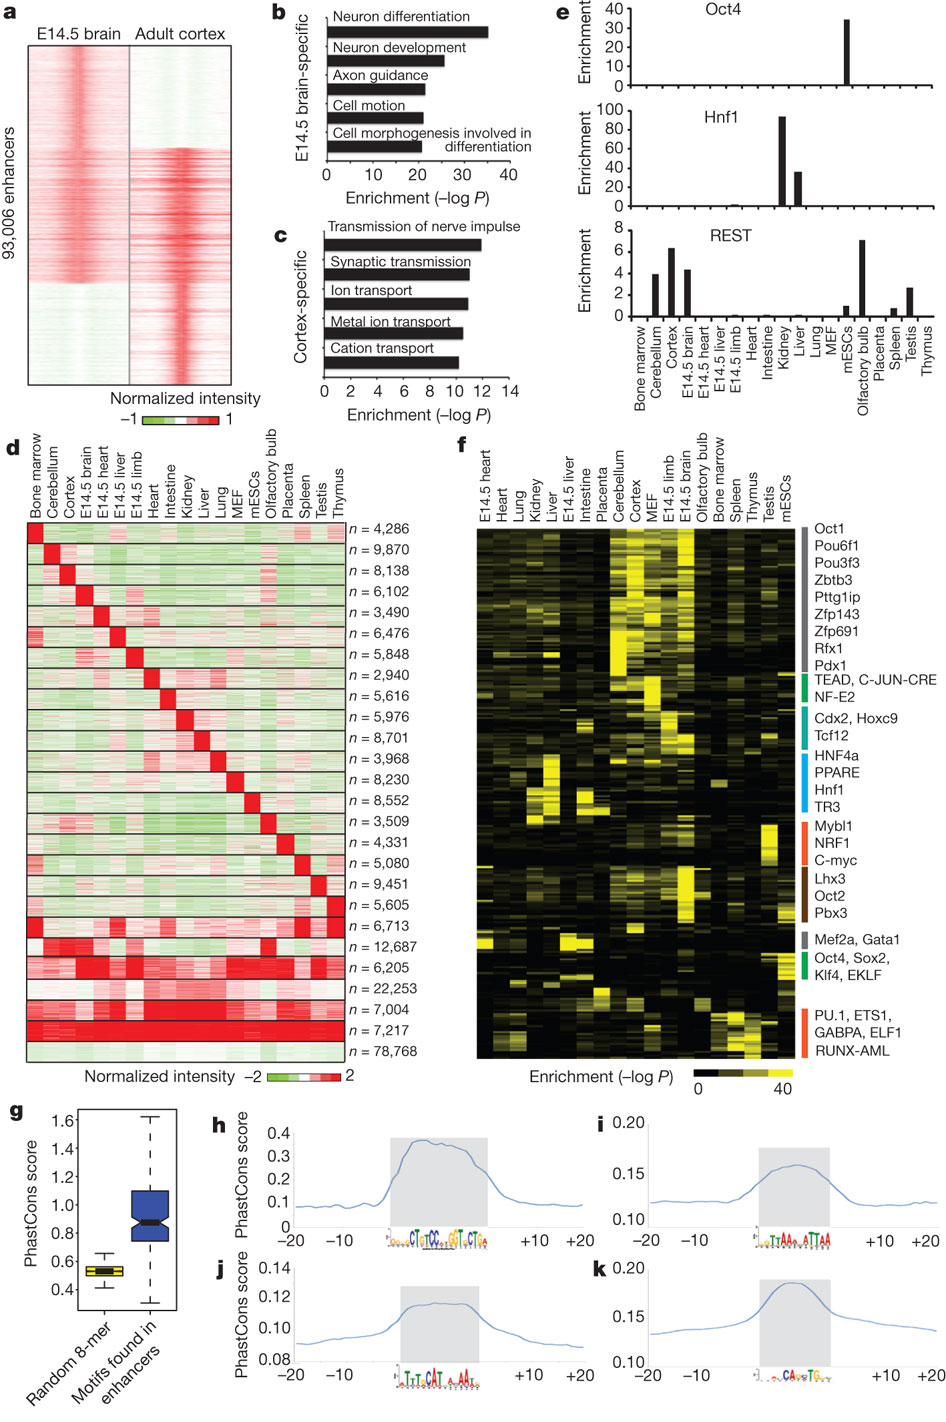 a
E14.5 brain Adult cortex
93,006 enhancers
Normalized intensity
−1 1
b
E14.5 brain-specific
Neuron differentiation
Neuron development
Axon guidance
Cell motion
Cell morphogenesis involved in
differentiation
0 10 20 30 40
Enrichment (−log P)
c
Cortex-specific
Transmission of nerve impulse
Synaptic transmission
Ion transport
Metal ion transport
Cation transport
0 2 4 6 8 10 12 14
Enrichment (−log P)
e
Oct4
Enrichment
40
30
20
10
0
Hnf1
Enrichment
100
80
60
40
20
0
REST
Enrichment
8
6
4
2
0
Bone marrow
Cerebellum
Cortex
E14.5 brain
E14.5 heart
E14.5 liver
E14.5 limb
Heart
Intestine
Kidney
Liver
Lung
MEF
mESCs
Olfactory bulb
Placenta
Spleen
Testis
Thymus
d
Bone marrow
Cerebellum
Cortex
E14.5 brain
E14.5 heart
E14.5 liver
E14.5 limb
Heart
Intestine
Kidney
Liver
Lung
MEF
mESCs
Olfactory bulb
Placenta
Spleen
Testis
Thymus
n = 4,286
n = 9,870
n = 8,138
n = 6,102
n = 3,490
n = 6,476
n = 5,848
n = 2,940
n = 5,616
n = 5,976
n = 8,701
n = 3,968
n = 8,230
n = 8,552
n = 3,509
n = 4,331
n = 5,080
n = 9,451
n = 5,605
n = 6,713
n = 12,687
n = 6,205
n = 22,253
n = 7,004
n = 7,217
n = 78,768
Normalized intensity −2 2
f
E14.5 heart
Heart
Lung
Kidney
Liver
E14.5 liver
Intestine
Placenta
Cerebellum
Cortex
MEF
E14.5 limb
E14.5 brain
Olfactory bulb
Bone marrow
Spleen
Thymus
Testis
mESCs
Oct1
Pou6f1
Pou3f3
Zbtb3
Pttg1ip
Zfp143
Zfp691
Rfx1
Pdx1
TEAD, C-JUN-CRE
NF-E2
Cdx2, Hoxc9
Tcf12
HNF4a
PPARE
Hnf1
TR3
Mybl1
NRF1
C-myc
Lhx3
Oct2
Pbx3
Mef2a, Gata1
Oct4, Sox2,
Klf4, EKLF
PU.1, ETS1,
GABPA, ELF1
RUNX-AML
Enrichment (−log P)
0 40
g
PhastCons score
1.6
1.4
1.2
1.0
0.8
0.6
0.4
Random 8-mer
Motifs found in
enhancers
h
PhastCons score
0.4
0.3
0.2
0.1
0
−20 −10 +10 +20
i
0.20
0.15
0.10
−20 −10 +10 +20
j
PhastCons score
0.14
0.12
0.10
0.08
−20 −10 +10 +20
k
0.20
0.15
0.10
−20 −10 +10 +20